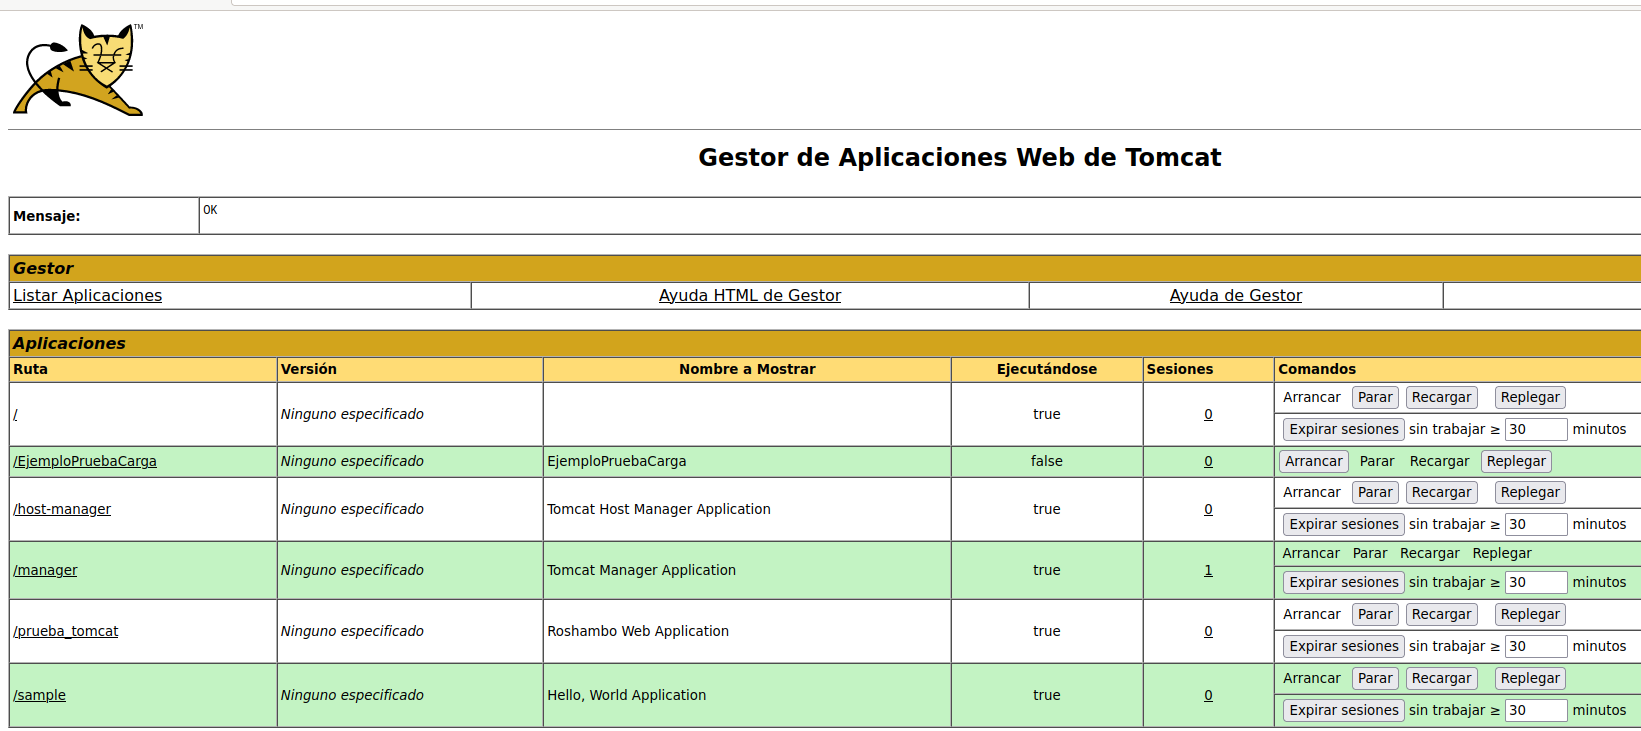 TM
Gestor de Aplicaciones Web de Tomcat
Mensaje: OK
Gestor
Listar Aplicaciones Ayuda HTML de Gestor Ayuda de Gestor
Aplicaciones
Ruta Versión Nombre a Mostrar Ejecutándose Sesiones Comandos
/ Ninguno especificado true 0 Arrancar Parar Recargar Replegar
Expirar sesiones sin trabajar ≥ 30 minutos
/EjemploPruebaCarga Ninguno especificado EjemploPruebaCarga false 0 Arrancar Parar Recargar Replegar
/host-manager Ninguno especificado Tomcat Host Manager Application true 0 Arrancar Parar Recargar Replegar
Expirar sesiones sin trabajar ≥ 30 minutos
/manager Ninguno especificado Tomcat Manager Application true 1 Arrancar Parar Recargar Replegar
Expirar sesiones sin trabajar ≥ 30 minutos
/prueba_tomcat Ninguno especificado Roshambo Web Application true 0 Arrancar Parar Recargar Replegar
Expirar sesiones sin trabajar ≥ 30 minutos
/sample Ninguno especificado Hello, World Application true 0 Arrancar Parar Recargar Replegar
Expirar sesiones sin trabajar ≥ 30 minutos